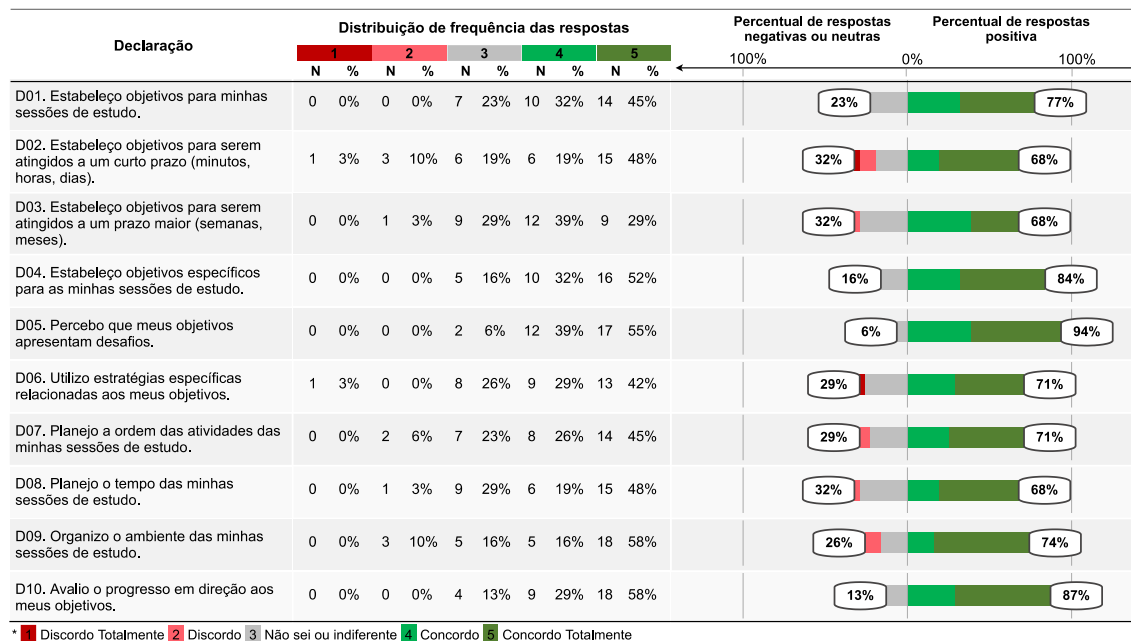 Declaração
Distribuição de frequência das respostas
Percentual de respostas negativas ou neutras
Percentual de respostas positiva
1 2 3 4 5
N % N % N % N % N %
100% 0% 100%
D01. Estabeleço objetivos para minhas
sessões de estudo.
0 0% 0 0% 7 23% 10 32% 14 45%
23% 77%
D02. Estabeleço objetivos para serem
atingidos a um curto prazo (minutos,
horas, dias).
1 3% 3 10% 6 19% 6 19% 15 48%
32% 68%
D03. Estabeleço objetivos para serem
atingidos a um prazo maior (semanas,
meses).
0 0% 1 3% 9 29% 12 39% 9 29%
32% 68%
D04. Estabeleço objetivos específicos
para as minhas sessões de estudo.
0 0% 0 0% 5 16% 10 32% 16 52%
16% 84%
D05. Percebo que meus objetivos
apresentam desafios.
0 0% 0 0% 2 6% 12 39% 17 55%
6% 94%
D06. Utilizo estratégias específicas
relacionadas aos meus objetivos.
1 3% 0 0% 8 26% 9 29% 13 42%
29% 71%
D07. Planejo a ordem das atividades das
minhas sessões de estudo.
0 0% 2 6% 7 23% 8 26% 14 45%
29% 71%
D08. Planejo o tempo das minhas
sessões de estudo.
0 0% 1 3% 9 29% 6 19% 15 48%
32% 68%
D09. Organizo o ambiente das minhas
sessões de estudo.
0 0% 3 10% 5 16% 5 16% 18 58%
26% 74%
D10. Avalio o progresso em direção aos
meus objetivos.
0 0% 0 0% 4 13% 9 29% 18 58%
13% 87%
* 1 Discordo Totalmente 2 Discordo 3 Não sei ou indiferente 4 Concordo 5 Concordo Totalmente